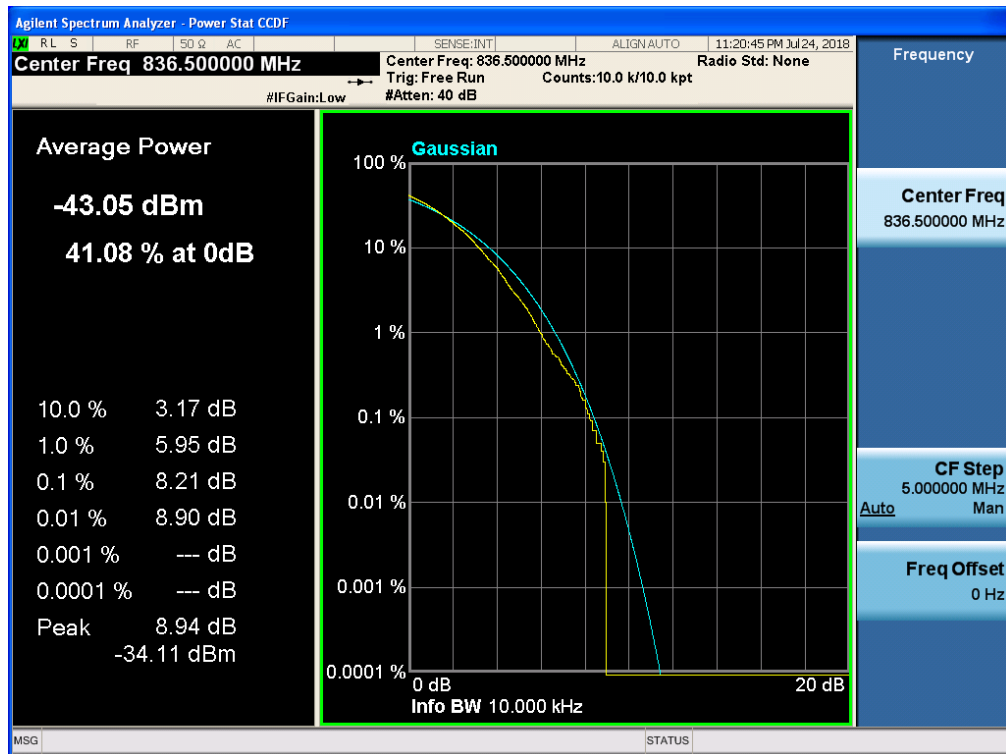 Agilent Spectrum Analyzer - Power Stat CCDF
LXI RL S RF 50 Ω AC SENSE:INT ALIGN AUTO 11:20:45 PM Jul 24, 2018
Center Freq 836.500000 MHz
Center Freq: 836.500000 MHz Radio Std: None
Trig: Free Run Counts:10.0 k/10.0 kpt
#IFGain:Low #Atten: 40 dB
Average Power
-43.05 dBm
41.08 % at 0dB
10.0 % 3.17 dB
1.0 % 5.95 dB
0.1 % 8.21 dB
0.01 % 8.90 dB
0.001 % --- dB
0.0001 % --- dB
Peak 8.94 dB
-34.11 dBm
Gaussian
100 %
10 %
1 %
0.1 %
0.01 %
0.001 %
0.0001 %
0 dB 20 dB
Info BW 10.000 kHz
Frequency
Center Freq
836.500000 MHz
CF Step
5.000000 MHz
Auto Man
Freq Offset
0 Hz
MSG STATUS